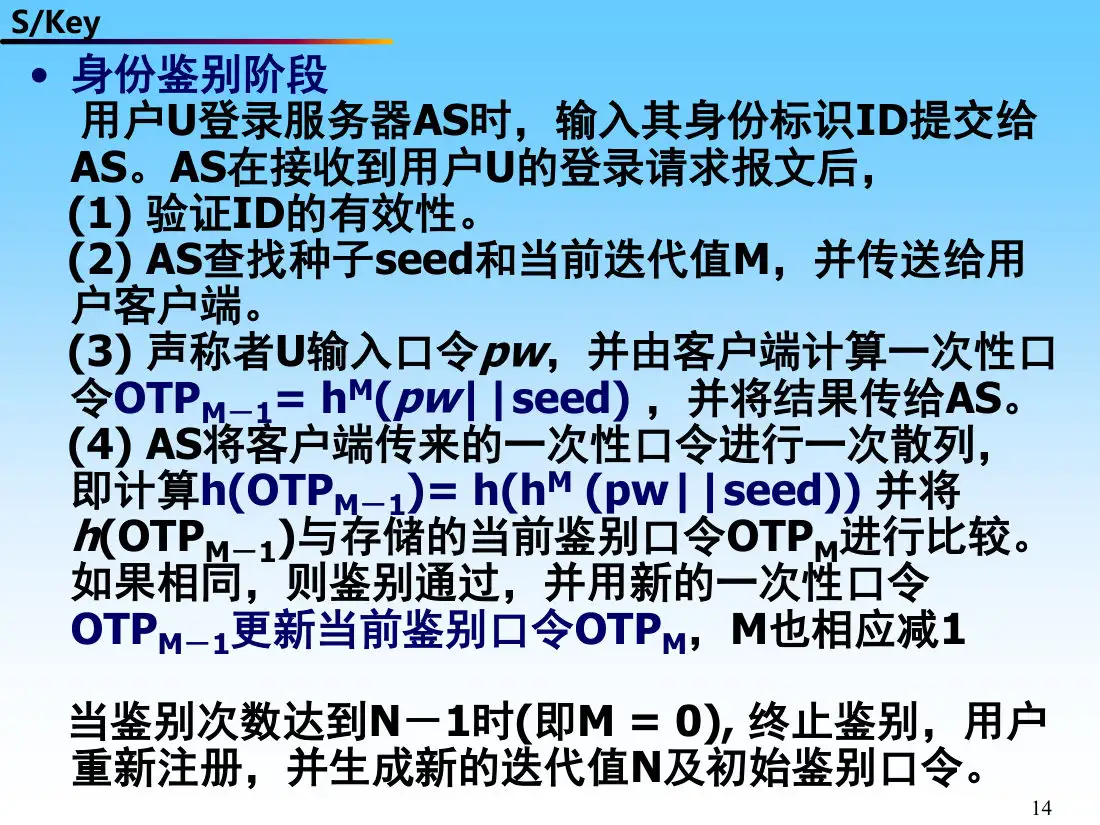 S/Key
• 身份鉴别阶段
用户U登录服务器AS时，输入其身份标识ID提交给
AS。AS在接收到用户U的登录请求报文后，
(1) 验证ID的有效性。
(2) AS查找种子seed和当前迭代值M，并传送给用
户客户端。
(3) 声称者U输入口令pw，并由客户端计算一次性口
令OTPM－1= hM(pw||seed) ，并将结果传给AS。
(4) AS将客户端传来的一次性口令进行一次散列，
即计算h(OTPM－1)= h(hM (pw||seed)) 并将
h(OTPM－1)与存储的当前鉴别口令OTPM进行比较。
如果相同，则鉴别通过，并用新的一次性口令
OTPM－1更新当前鉴别口令OTPM，M也相应减1
当鉴别次数达到N－1时(即M = 0), 终止鉴别，用户
重新注册，并生成新的迭代值N及初始鉴别口令。
14